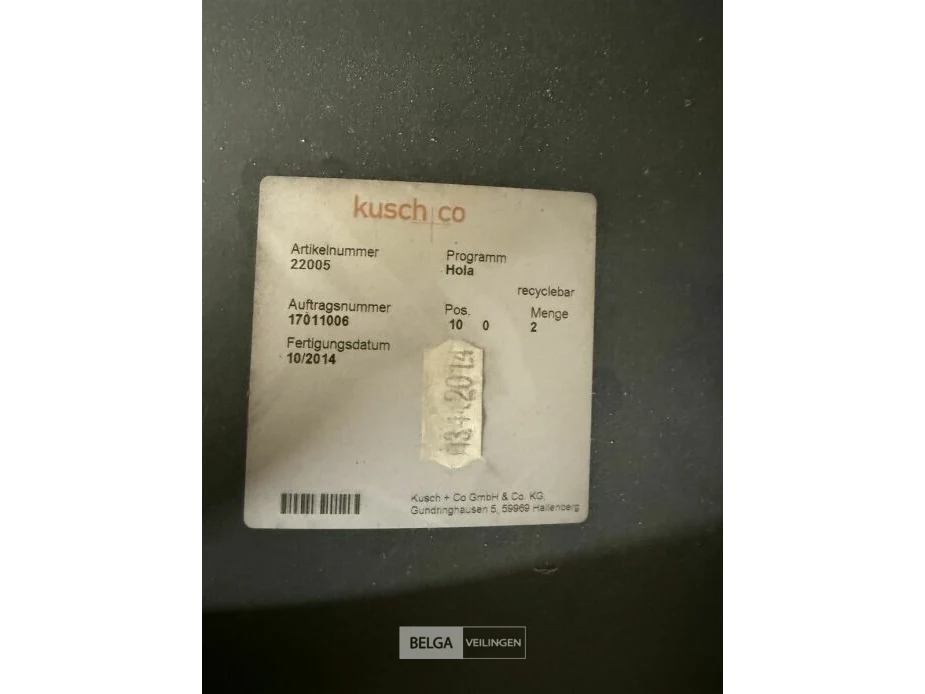 kusch+co
Artikelnummer
22005
Programm
Hola
recyclebar
Auftragsnummer
17011006
Pos.
10 0
Menge
2
Fertigungsdatum
10/2014
Kusch + Co GmbH & Co. KG
Gundringhausen 5, 59969 Hallenberg
BELGA VEILINGEN